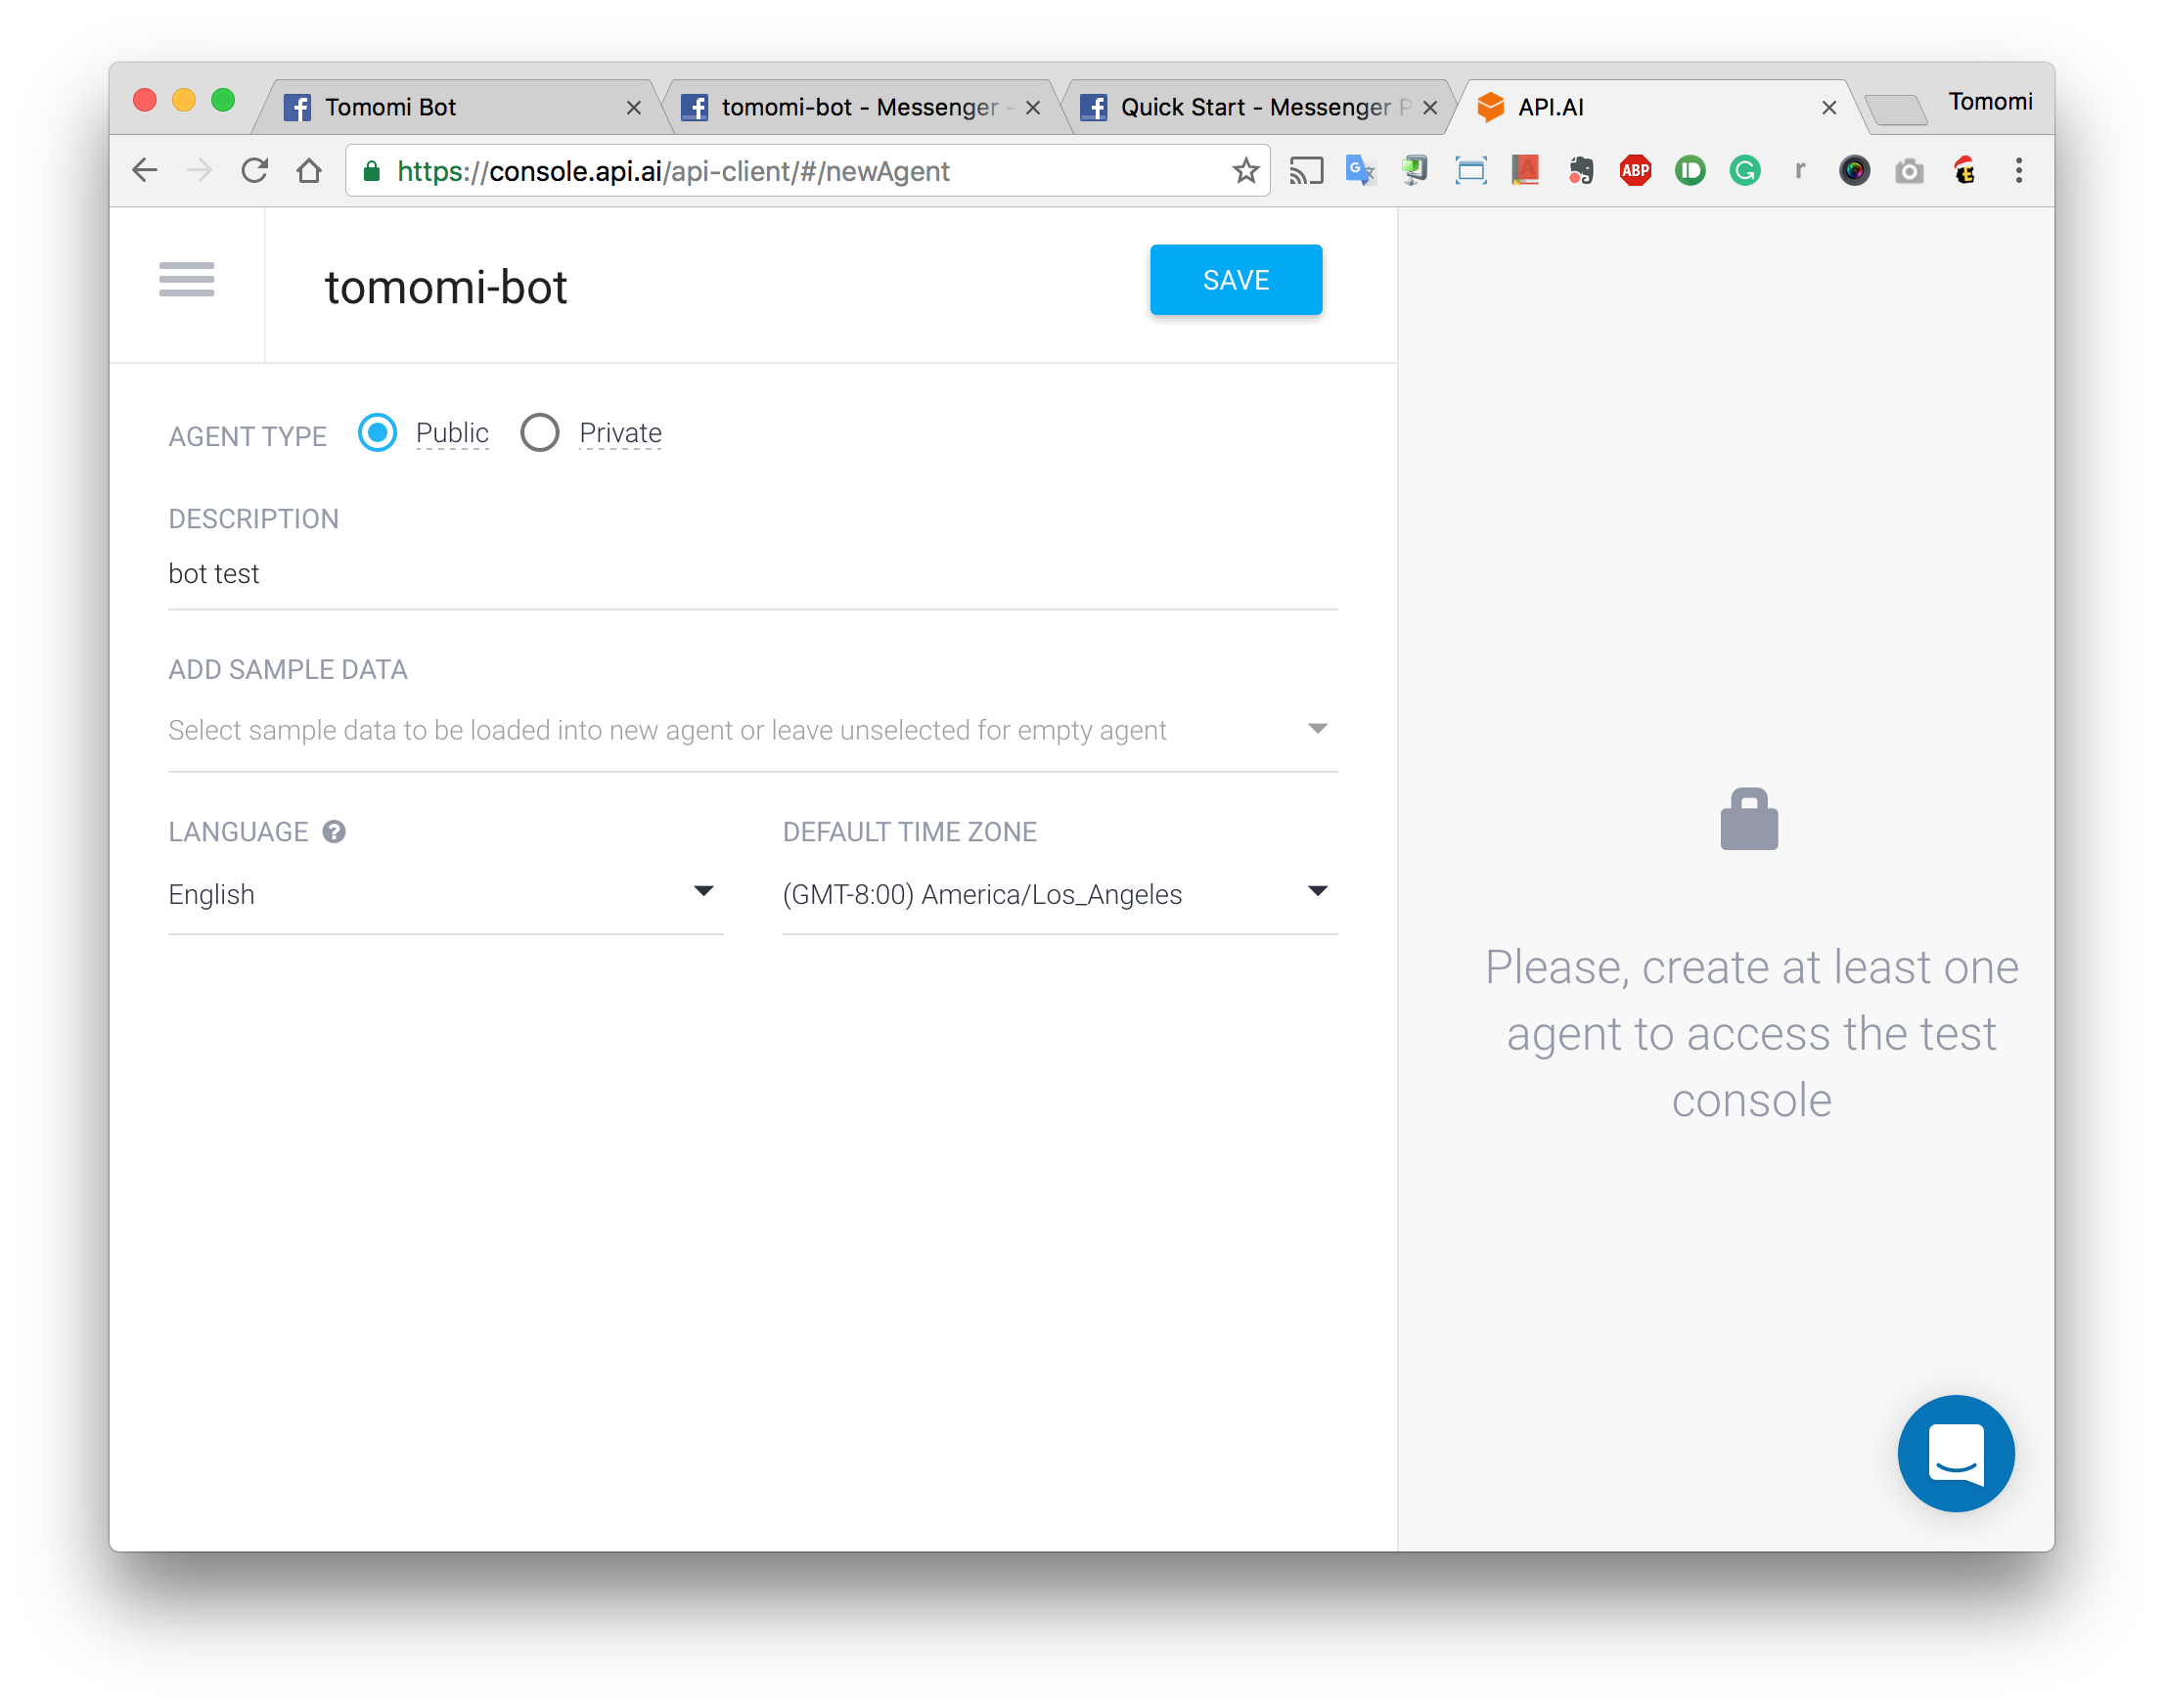 Tomomi Bot
tomomi-bot - Messenger -
Quick Start - Messenger P
API.AI
Tomomi
https://console.api.ai/api-client/#/newAgent
ABP
r
tomomi-bot
SAVE
AGENT TYPE Public Private
DESCRIPTION
bot test
ADD SAMPLE DATA
Select sample data to be loaded into new agent or leave unselected for empty agent
LANGUAGE ?
DEFAULT TIME ZONE
English
(GMT-8:00) America/Los_Angeles
Please, create at least one
agent to access the test
console